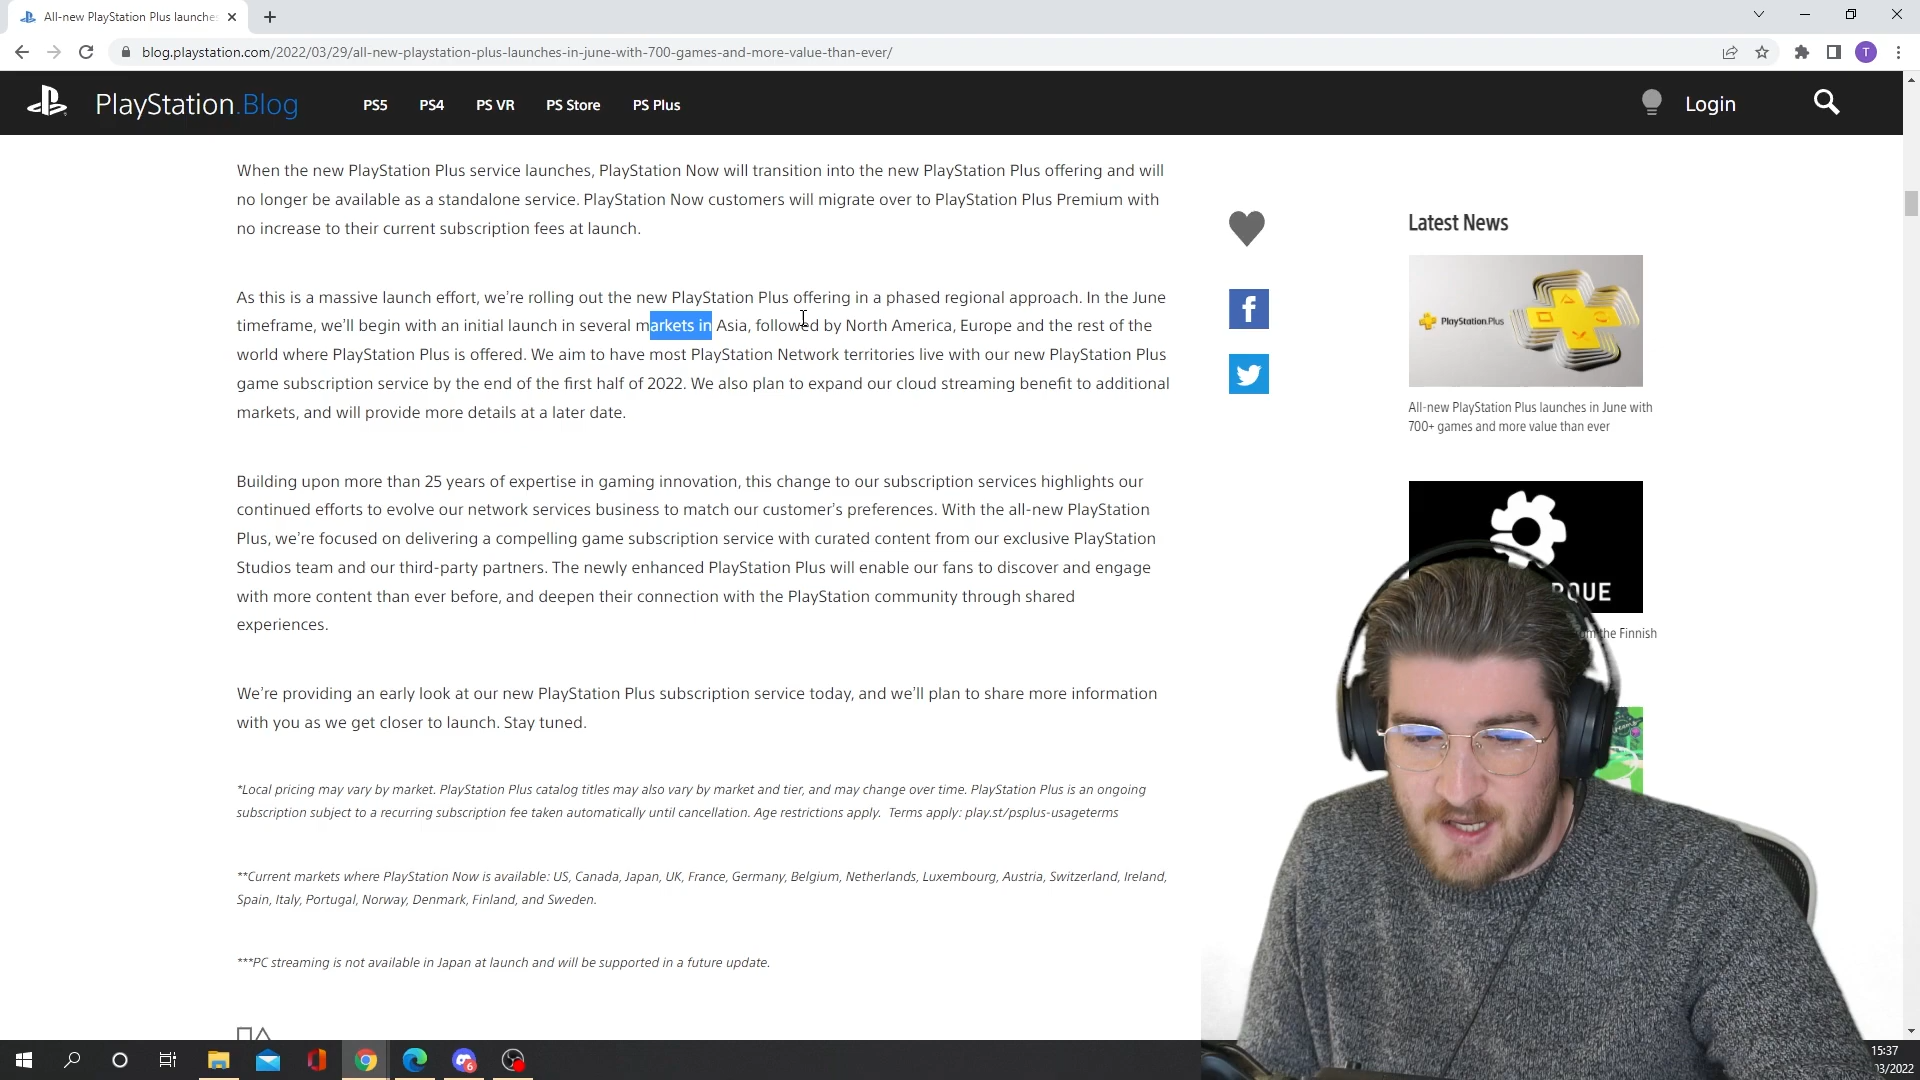 All-new PlayStation Plus launches
blog.playstation.com/2022/03/29/all-new-playstation-plus-launches-in-june-with-700-games-and-more-value-than-ever/
T
PlayStation.Blog
PS5
PS4
PS VR
PS Store
PS Plus
Login
When the new PlayStation Plus service launches, PlayStation Now will transition into the new PlayStation Plus offering and will
no longer be available as a standalone service. PlayStation Now customers will migrate over to PlayStation Plus Premium with
no increase to their current subscription fees at launch.
As this is a massive launch effort, we’re rolling out the new PlayStation Plus offering in a phased regional approach. In the June
timeframe, we’ll begin with an initial launch in several markets in Asia, followed by North America, Europe and the rest of the
world where PlayStation Plus is offered. We aim to have most PlayStation Network territories live with our new PlayStation Plus
game subscription service by the end of the first half of 2022. We also plan to expand our cloud streaming benefit to additional
markets, and will provide more details at a later date.
Building upon more than 25 years of expertise in gaming innovation, this change to our subscription services highlights our
continued efforts to evolve our network services business to match our customer’s preferences. With the all-new PlayStation
Plus, we’re focused on delivering a compelling game subscription service with curated content from our exclusive PlayStation
Studios team and our third-party partners. The newly enhanced PlayStation Plus will enable our fans to discover and engage
with more content than ever before, and deepen their connection with the PlayStation community through shared
experiences.
We’re providing an early look at our new PlayStation Plus subscription service today, and we’ll plan to share more information
with you as we get closer to launch. Stay tuned.
*Local pricing may vary by market. PlayStation Plus catalog titles may also vary by market and tier, and may change over time. PlayStation Plus is an ongoing
subscription subject to a recurring subscription fee taken automatically until cancellation. Age restrictions apply.  Terms apply: play.st/psplus-usageterms
**Current markets where PlayStation Now is available: US, Canada, Japan, UK, France, Germany, Belgium, Netherlands, Luxembourg, Austria, Switzerland, Ireland,
Spain, Italy, Portugal, Norway, Denmark, Finland, and Sweden.
***PC streaming is not available in Japan at launch and will be supported in a future update.
Latest News
PlayStation.Plus
All-new PlayStation Plus launches in June with
700+ games and more value than ever
QUE
the Finnish
6
15:37
03/2022